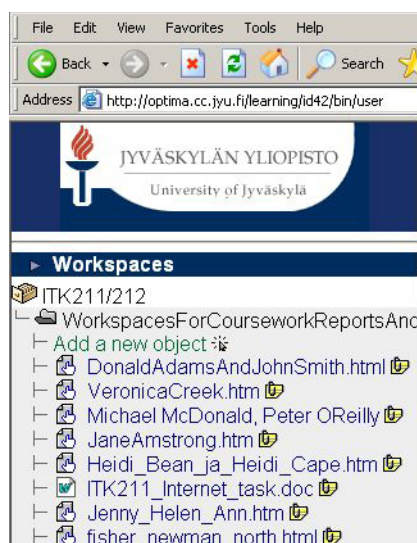 File Edit View Favorites Tools Help
Back Search
Address http://optima.cc.jyu.fi/learning/id42/bin/user
JYVÄSKYLÄN YLIOPISTO
University of Jyväskylä
Workspaces
ITK211/212
WorkspacesForCourseworkReportsAnd
Add a new object
DonaldAdamsAndJohnSmith.html
VeronicaCreek.htm
Michael McDonald, Peter OReilly
JaneAmstrong.htm
Heidi_Bean_ja_Heidi_Cape.htm
ITK211_Internet_task.doc
Jenny_Helen_Ann.htm
fisher_newman_north.html